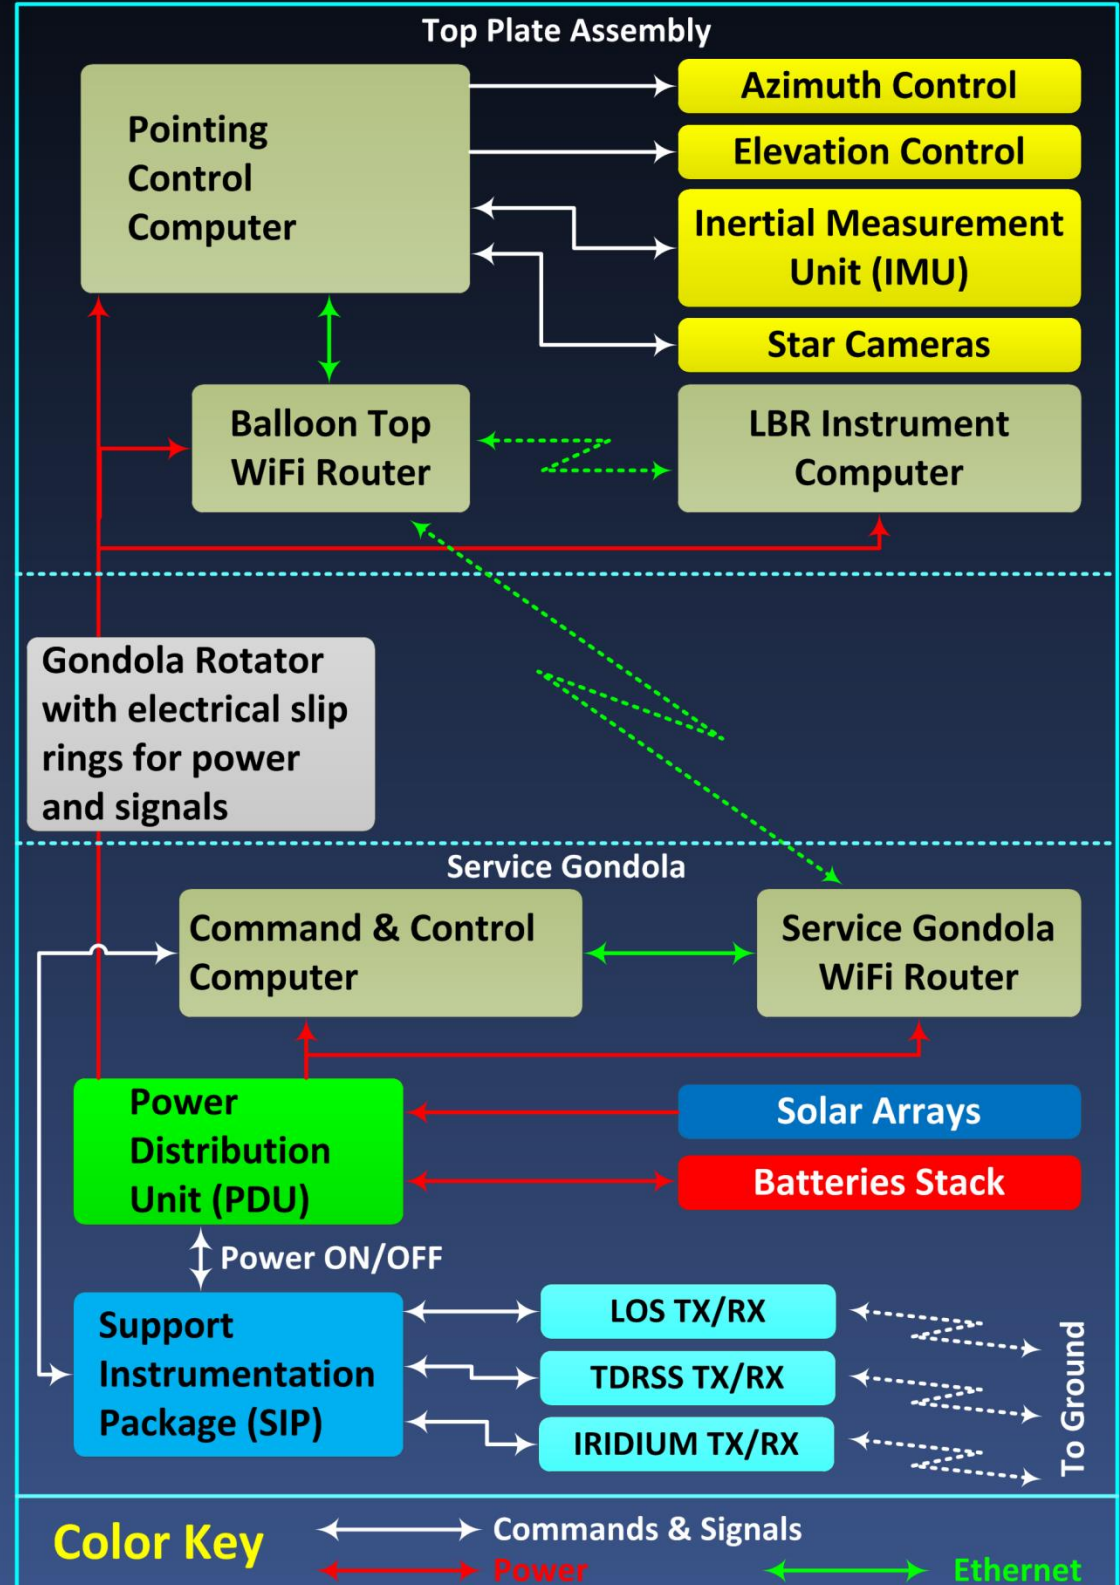 Top Plate Assembly
Pointing
Control
Computer
Azimuth Control
Elevation Control
Inertial Measurement
Unit (IMU)
Star Cameras
Balloon Top
WiFi Router
LBR Instrument
Computer
Gondola Rotator
with electrical slip
rings for power
and signals
Service Gondola
Command & Control
Computer
Service Gondola
WiFi Router
Power
Distribution
Unit (PDU)
Solar Arrays
Batteries Stack
Power ON/OFF
Support
Instrumentation
Package (SIP)
LOS TX/RX
TDRSS TX/RX
IRIDIUM TX/RX
To Ground
Color Key
Commands & Signals
Power
Ethernet